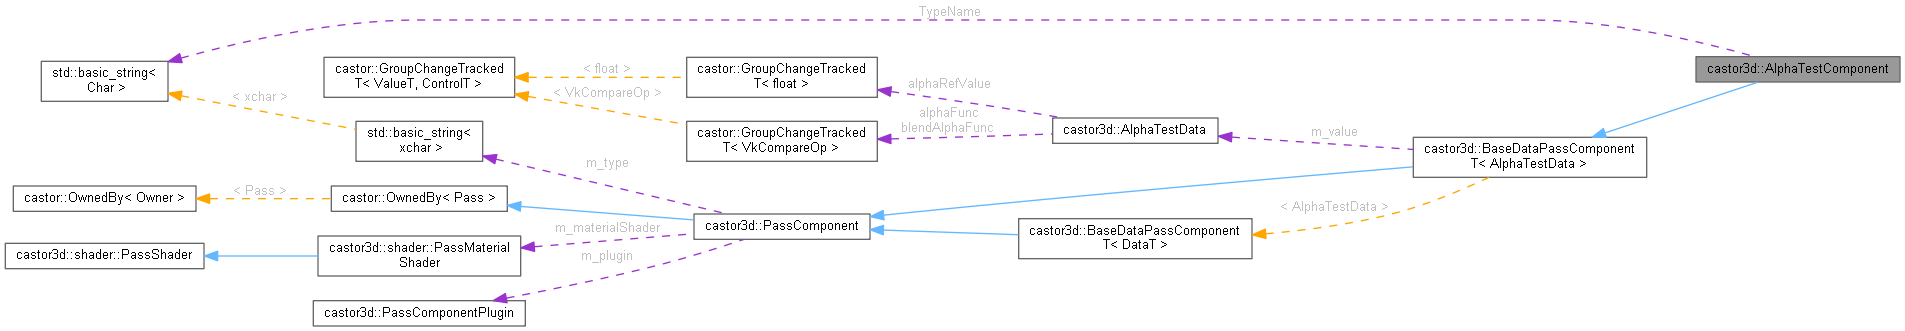 TypeName
std::basic_string<
Char >
castor::GroupChangeTracked
T< ValueT, ControlT >
< float >
castor::GroupChangeTracked
T< float >
castor3d::AlphaTestComponent
alphaRefValue
< xchar >
< VkCompareOp >
std::basic_string<
xchar >
castor::GroupChangeTracked
T< VkCompareOp >
alphaFunc
blendAlphaFunc
castor3d::AlphaTestData
m_value
castor3d::BaseDataPassComponent
T< AlphaTestData >
m_type
castor::OwnedBy< Owner >
< Pass >
castor::OwnedBy< Pass >
< AlphaTestData >
castor3d::PassComponent
m_materialShader
castor3d::BaseDataPassComponent
T< DataT >
castor3d::shader::PassShader
castor3d::shader::PassMaterial
Shader
m_plugin
castor3d::PassComponentPlugin